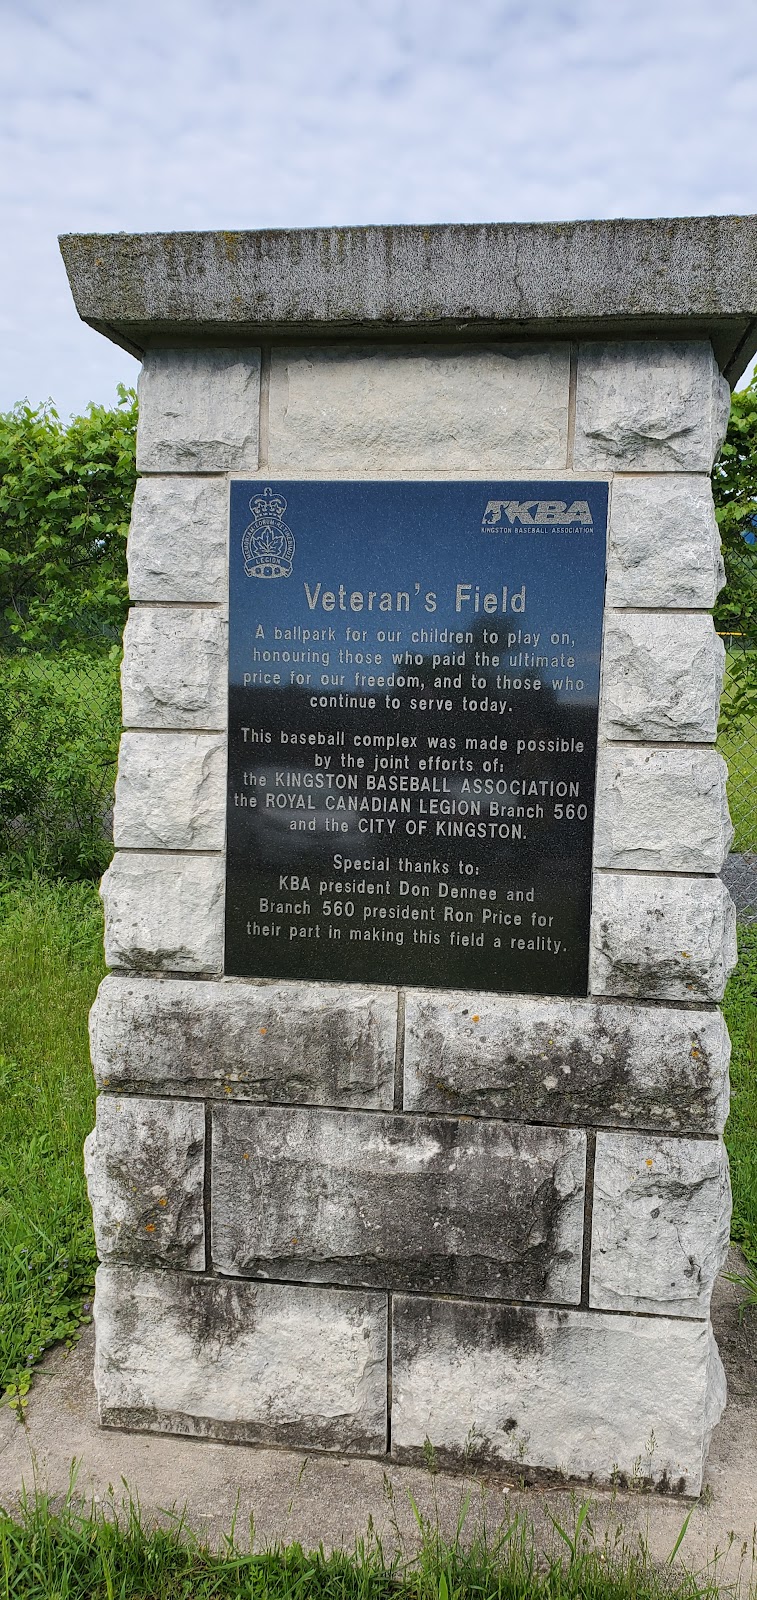 KBA
KINGSTON BASEBALL ASSOCIATION
LEGION
Veteran's Field
A ballpark for our children to play on,
honouring those who paid the ultimate
price for our freedom, and to those who
continue to serve today.
This baseball complex was made possible
by the joint efforts of:
the KINGSTON BASEBALL ASSOCIATION
the ROYAL CANADIAN LEGION Branch 560
and the CITY OF KINGSTON.
Special thanks to:
KBA president Don Dennee and
Branch 560 president Ron Price for
their part in making this field a reality.